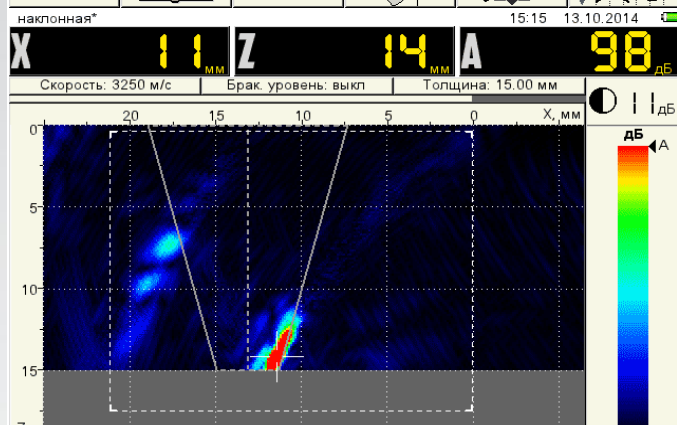 наклонная* 15:15 13.10.2014
X 11 мм Z 14 мм A 98 дБ
Скорость: 3250 м/с Брак. уровень: выкл Толщина: 15.00 мм
11 дБ
20 15 10 5 0 X, мм
дБ
A
0
5
10
15